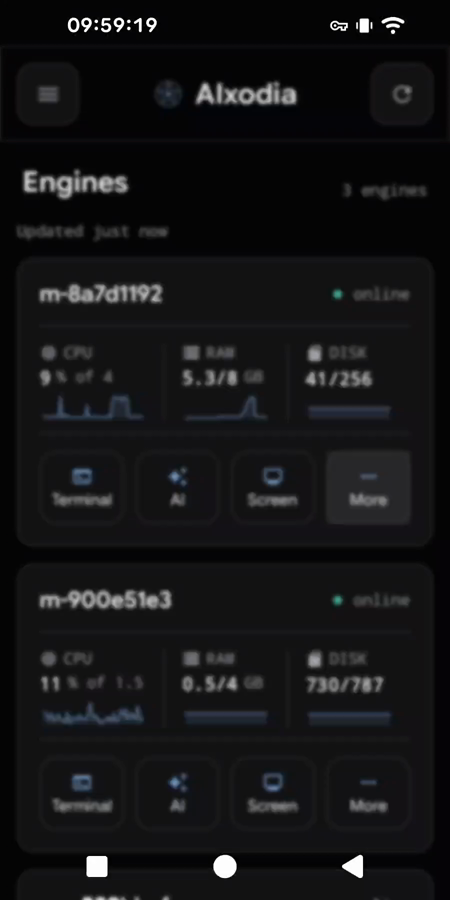 09:59:19
Alxodia
Engines
3 engines
Updated just now
m-8a7d1192
online
CPU
RAM
DISK
9 % of 4
5.3/8 GB
41/256
Terminal
AI
Screen
More
m-900e51e3
online
CPU
RAM
DISK
11 % of 1.5
0.5/4 GB
730/787
Terminal
AI
Screen
More